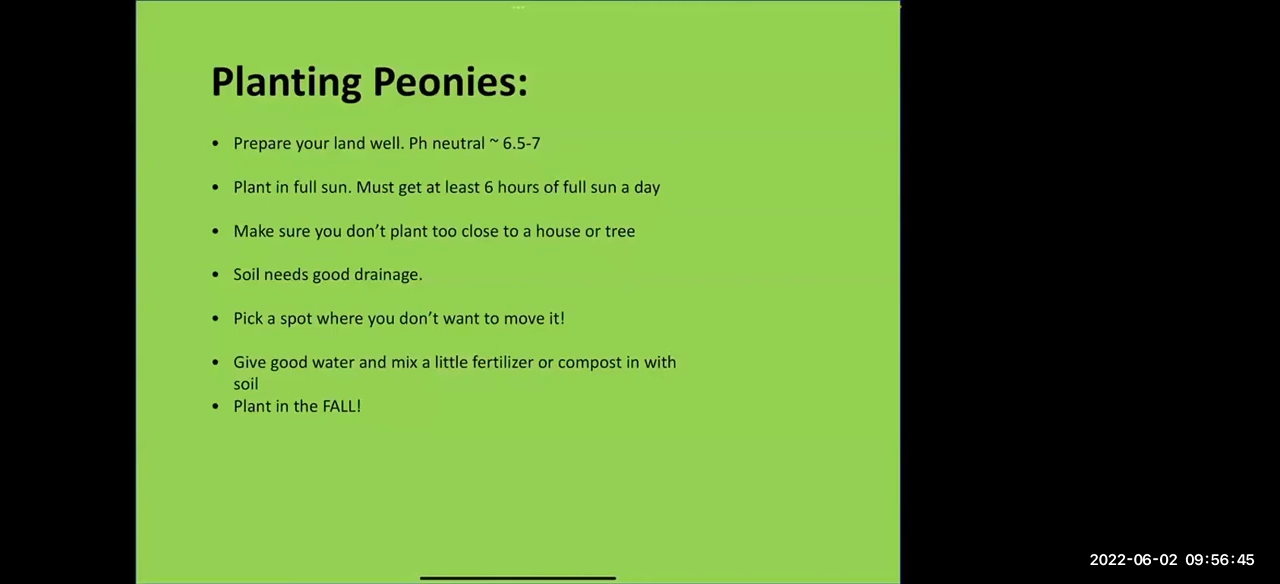 Planting Peonies:
• Prepare your land well. Ph neutral ~ 6.5-7
• Plant in full sun. Must get at least 6 hours of full sun a day
• Make sure you don’t plant too close to a house or tree
• Soil needs good drainage.
• Pick a spot where you don’t want to move it!
• Give good water and mix a little fertilizer or compost in with
soil
• Plant in the FALL!
2022-06-02 09:56:45